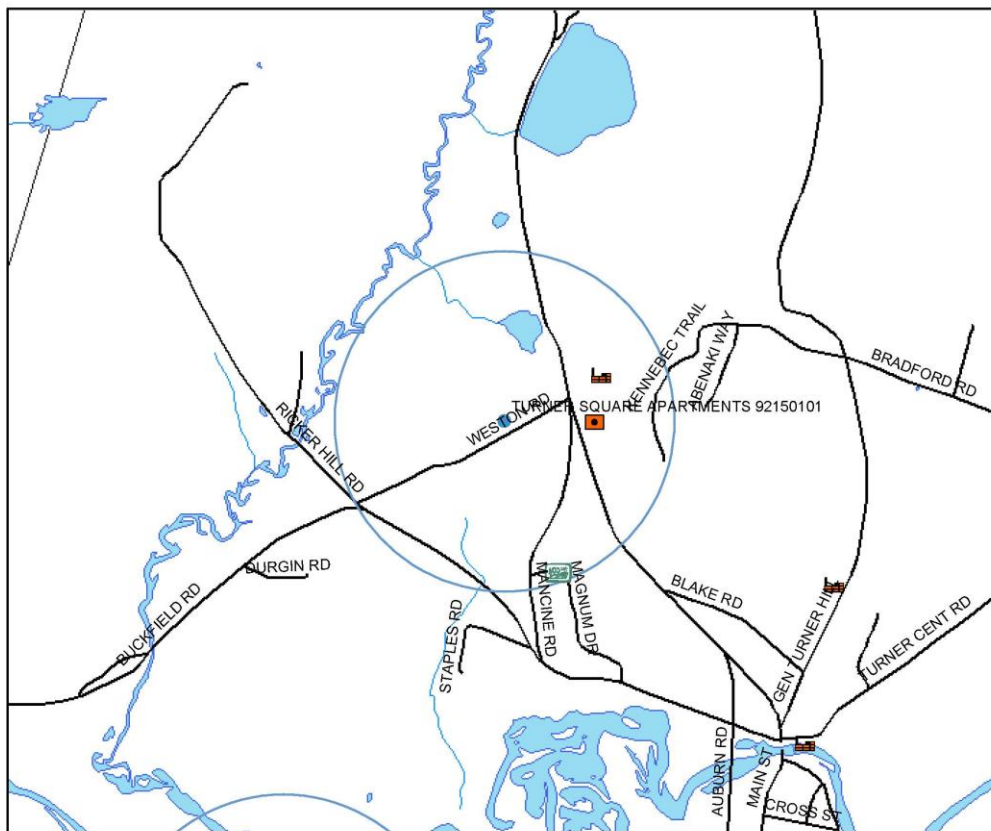 KENNEBEC TRAIL
ABENAKI WAY
BRADFORD RD
TURNER SQUARE APARTMENTS 92150101
WESTON RD
RICKER HILL RD
DURGIN RD
BUCKFIELD RD
STAPLES RD
MANCINE RD
MAGNUM DR
BLAKE RD
GEN TURNER HILL
TURNER CENT RD
AUBURN RD
MAIN ST
CROSS ST